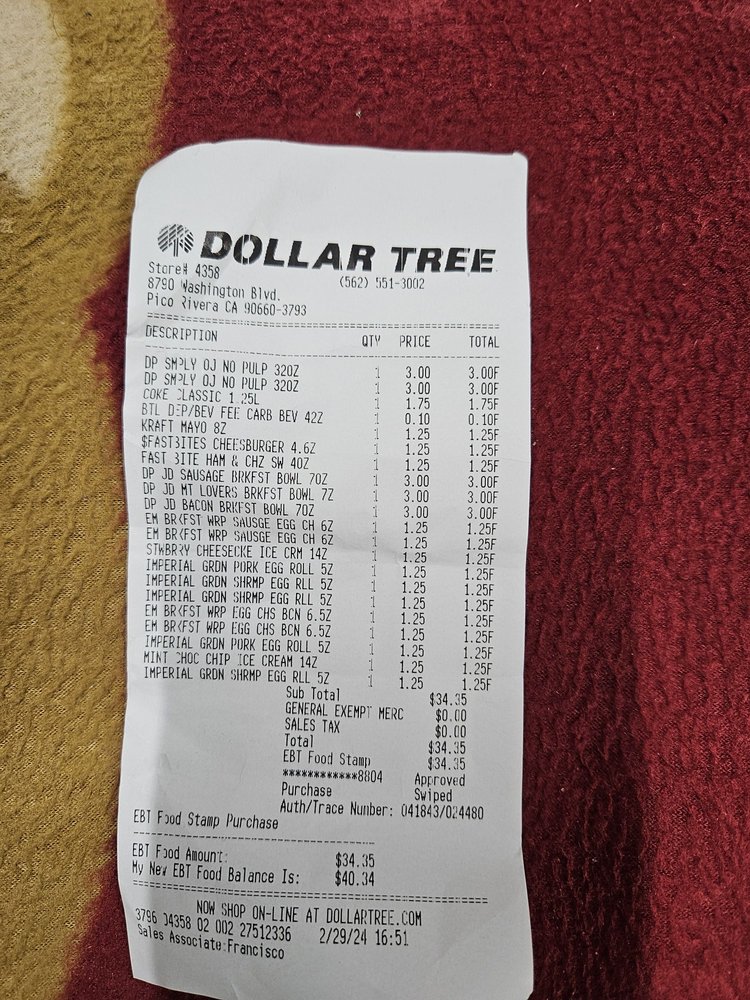 DOLLAR TREE
Store# 4358 (562) 551-3002
8790 Washington Blvd.
Pico Rivera CA 90660-3793
DESCRIPTION QTY PRICE TOTAL
DP SMPLY OJ NO PULP 32OZ 1 3.00 3.00F
DP SMPLY OJ NO PULP 32OZ 1 3.00 3.00F
COKE CLASSIC 1.25L 1 1.75 1.75F
BTL DEP/BEV FEE CARB BEV 42Z 1 0.10 0.10F
KRAFT MAYO 8Z 1 1.25 1.25F
$FASTBITES CHEESBURGER 4.6Z 1 1.25 1.25F
FAST BITE HAM & CHZ SW 4OZ 1 1.25 1.25F
DP JD SAUSAGE BRKFST BOWL 7OZ 1 3.00 3.00F
DP JD MT LOVERS BRKFST BOWL 7Z 1 3.00 3.00F
DP JD BACON BRKFST BOWL 7OZ 1 3.00 3.00F
EM BRKFST WRP SAUSGE EGG CH 6Z 1 1.25 1.25F
EM BRKFST WRP SAUSGE EGG CH 6Z 1 1.25 1.25F
STWBRRY CHEESECKE ICE CRM 14Z 1 1.25 1.25F
IMPERIAL GRDN PORK EGG ROLL 5Z 1 1.25 1.25F
IMPERIAL GRDN SHRMP EGG RLL 5Z 1 1.25 1.25F
IMPERIAL GRDN SHRMP EGG RLL 5Z 1 1.25 1.25F
EM BRKFST WRP EGG CHS BCN 6.5Z 1 1.25 1.25F
EM BRKFST WRP EGG CHS BCN 6.5Z 1 1.25 1.25F
IMPERIAL GRDN PORK EGG ROLL 5Z 1 1.25 1.25F
MINT CHOC CHIP ICE CREAM 14Z 1 1.25 1.25F
IMPERIAL GRDN SHRMP EGG RLL 5Z 1 1.25 1.25F
Sub Total $34.35
GENERAL EXEMPT MERC $0.00
SALES TAX $0.00
Total $34.35
EBT Food Stamp $34.35
************8804 Approved
Purchase Swiped
Auth/Trace Number: 041843/024480
EBT Food Stamp Purchase
EBT Food Amount: $34.35
My New EBT Food Balance Is: $40.34
NOW SHOP ON-LINE AT DOLLARTREE.COM
3796 04358 02 002 27512336 2/29/24 16:51
Sales Associate:Francisco